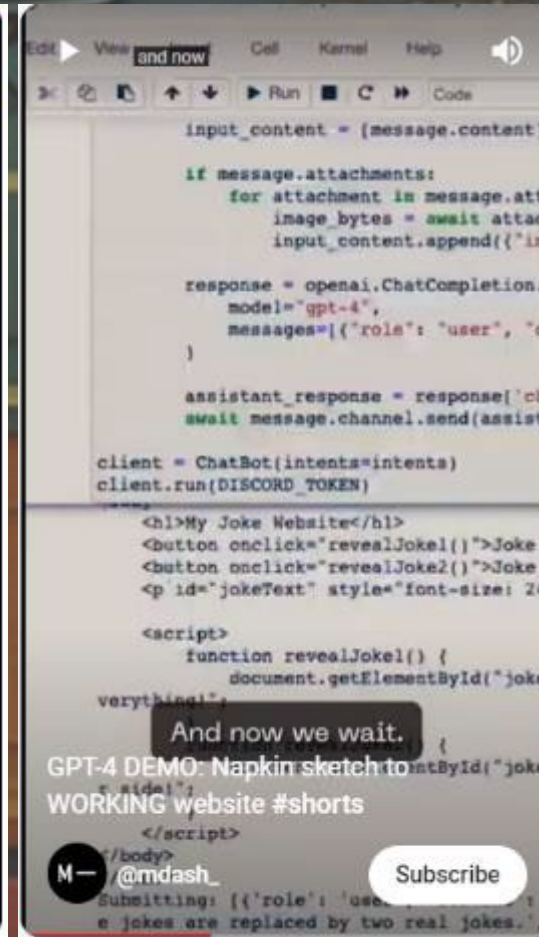 Edit View Cell Kernel Help
and now
Run C Code
input_content = [message.content
if message.attachments:
for attachment in message.att
image_bytes = await attac
input_content.append({"i
response = openai.ChatCompletion.
model="gpt-4",
messages=[{"role": "user", "c
)
assistant_response = response['c
await message.channel.send(assist
client = ChatBot(intents=intents)
client.run(DISCORD_TOKEN)
<h1>My Joke Website</h1>
<button onclick="revealJoke1()">Joke
<button onclick="revealJoke2()">Joke
<p id="jokeText" style="font-size: 2
<script>
function revealJoke1() {
document.getElementById("joke
verything!";
And now we wait.
GPT-4 DEMO: Napkin sketch to
WORKING website #shorts
</script>
</body>
M— @mdash_
Subscribe
Submitting: [{'role': 'use
e jokes are replaced by two real jokes.'